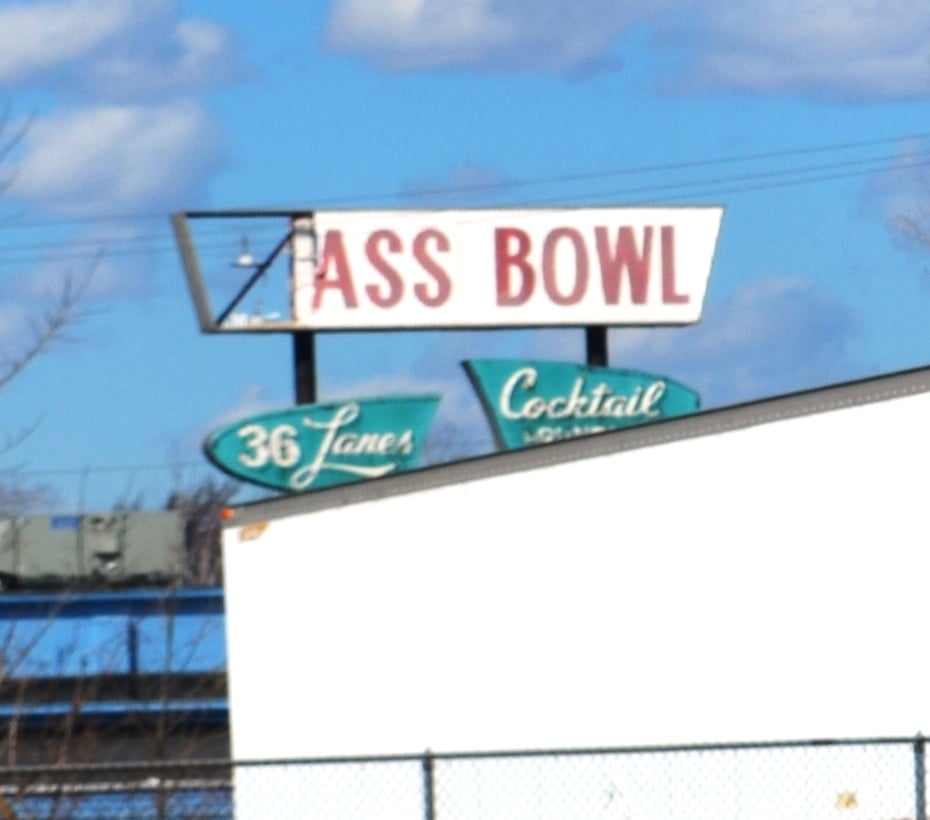 ASS BOWL
36 Lanes
Cocktail